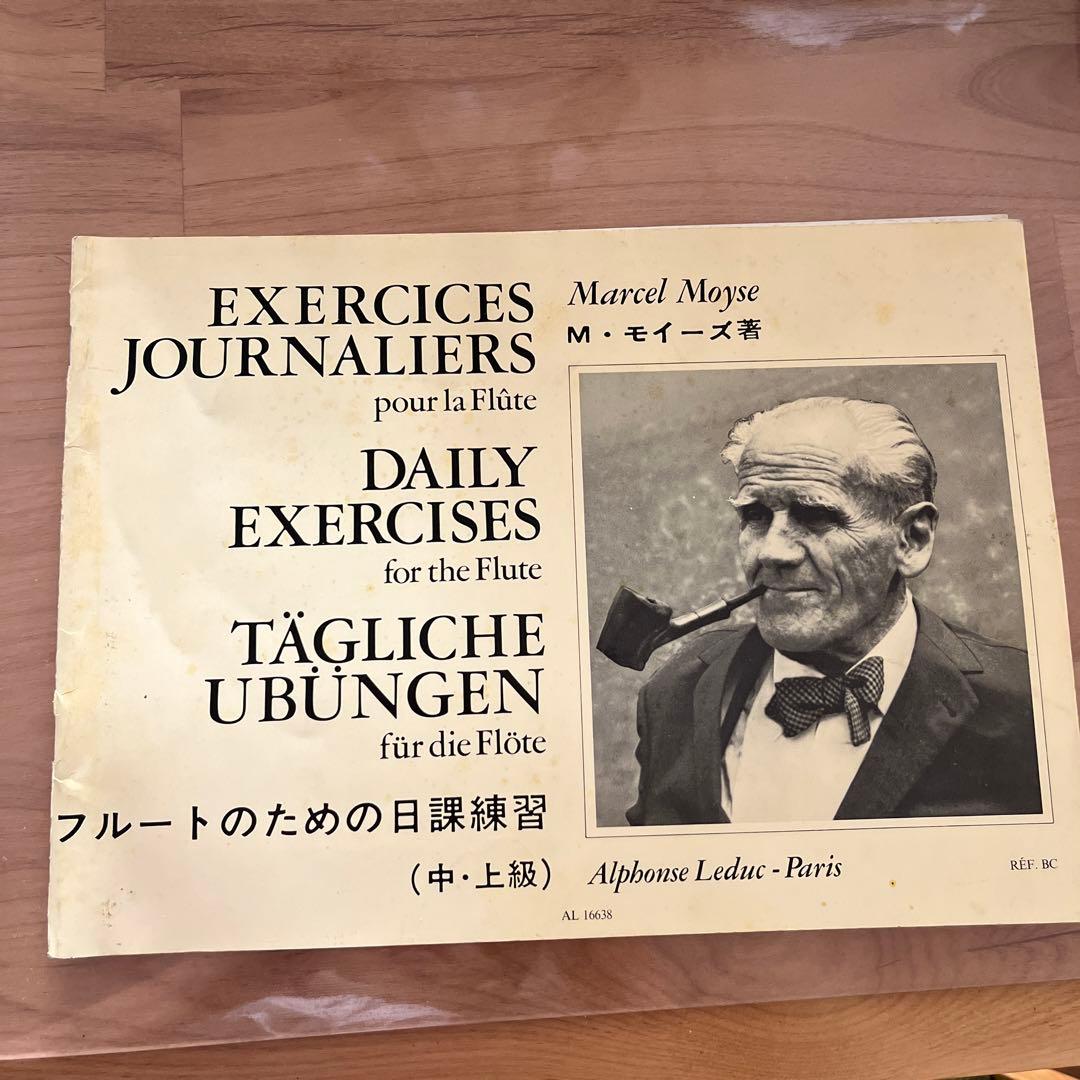 EXERCICES
JOURNALIERS
pour la Flûte
DAILY
EXERCISES
for the Flute
TÄGLICHE
UBÜNGEN
für die Flöte
フルートのための日課練習
(中・上級)
Marcel Moyse
M・モイーズ著
Alphonse Leduc - Paris
RÉF. BC
AL 16638